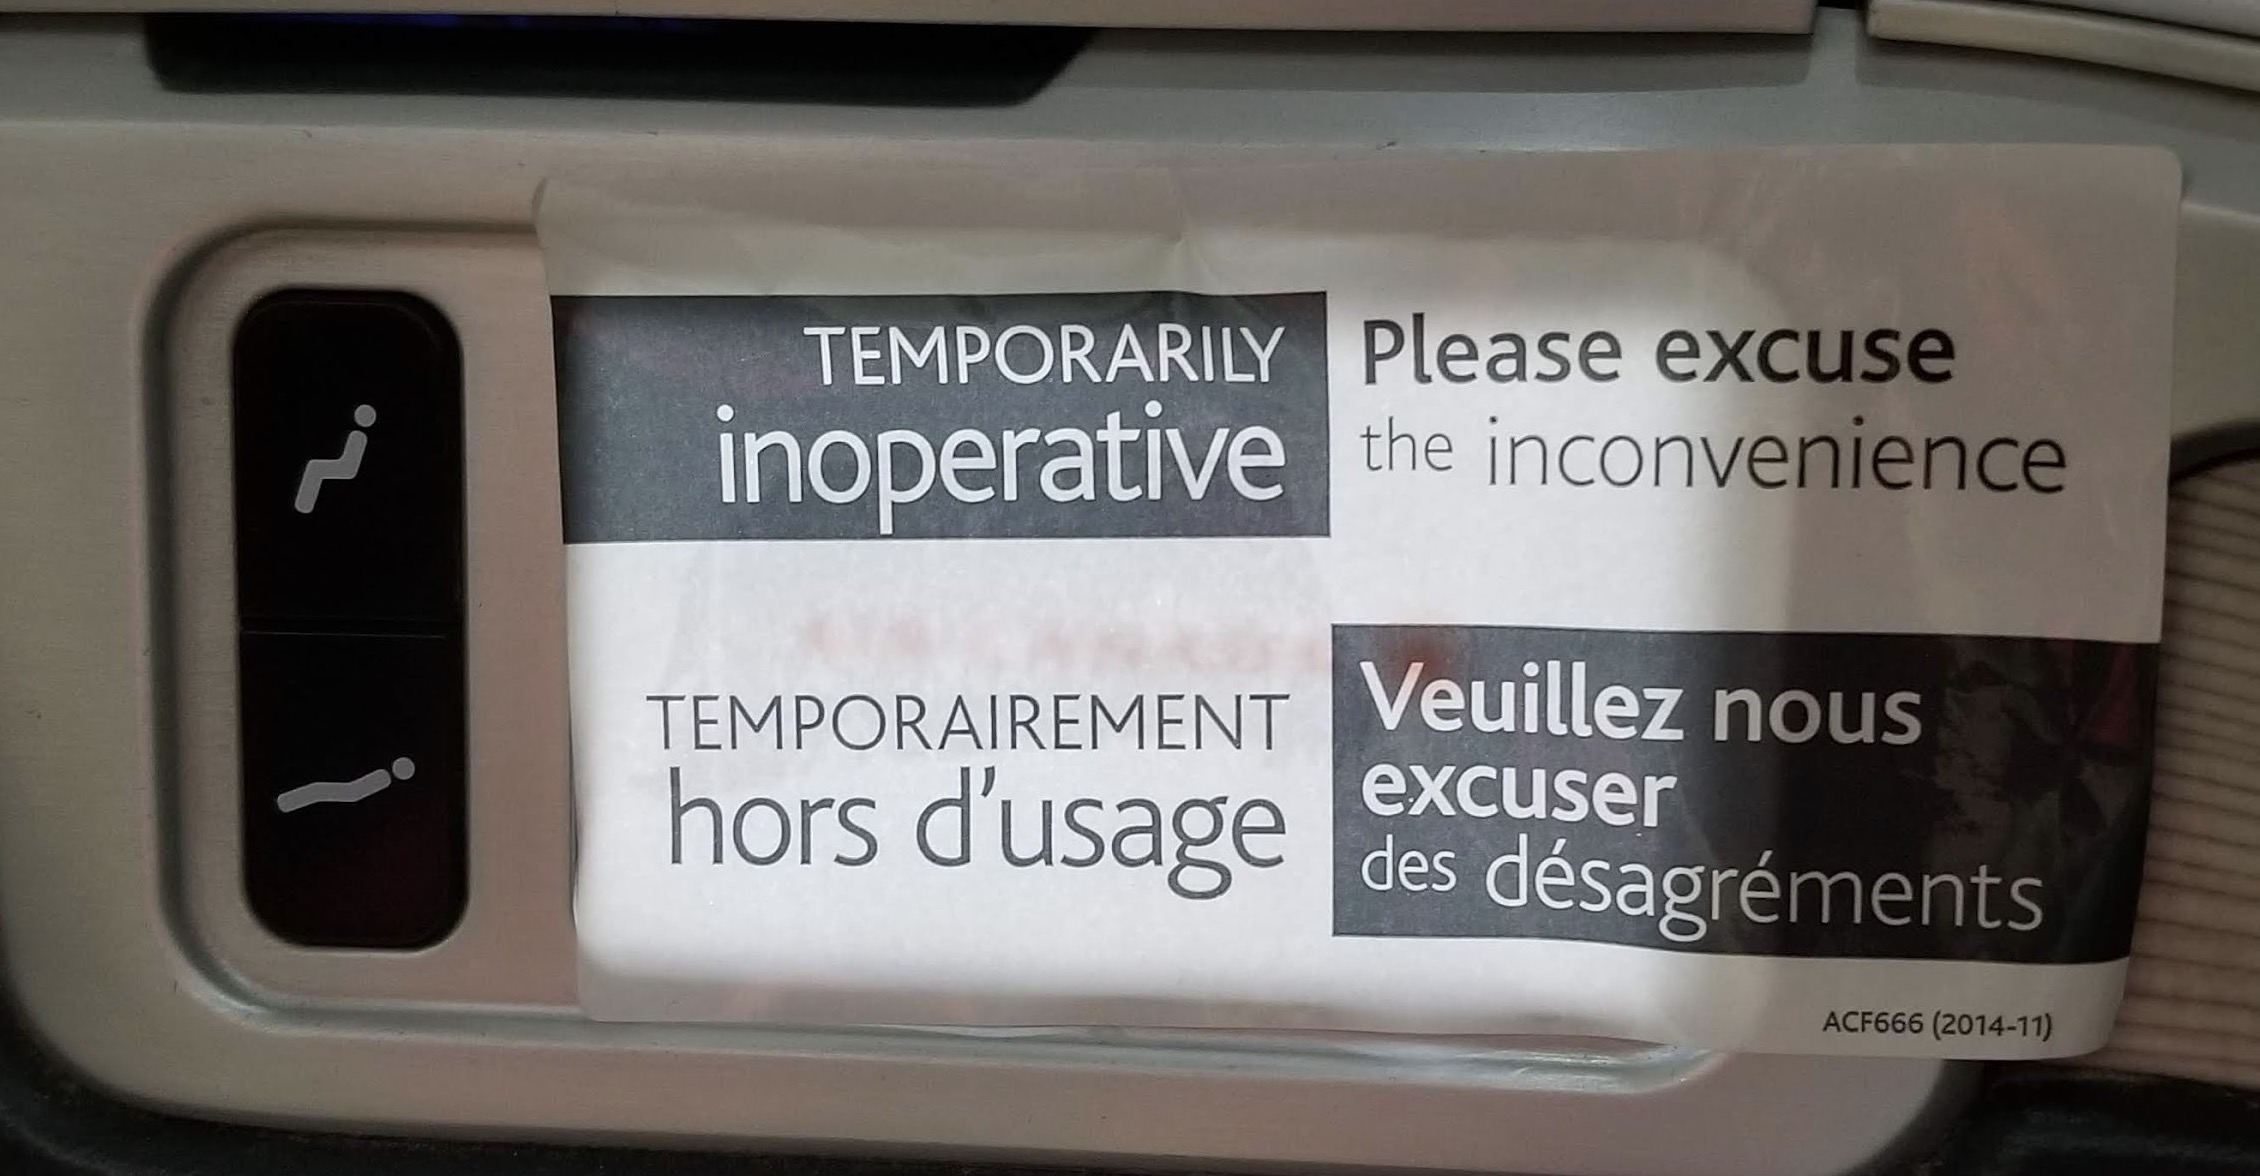 TEMPORARILY
inoperative
Please excuse
the inconvenience
TEMPORAIREMENT
hors d'usage
Veuillez nous
excuser
des désagréments
ACF666 (2014-11)